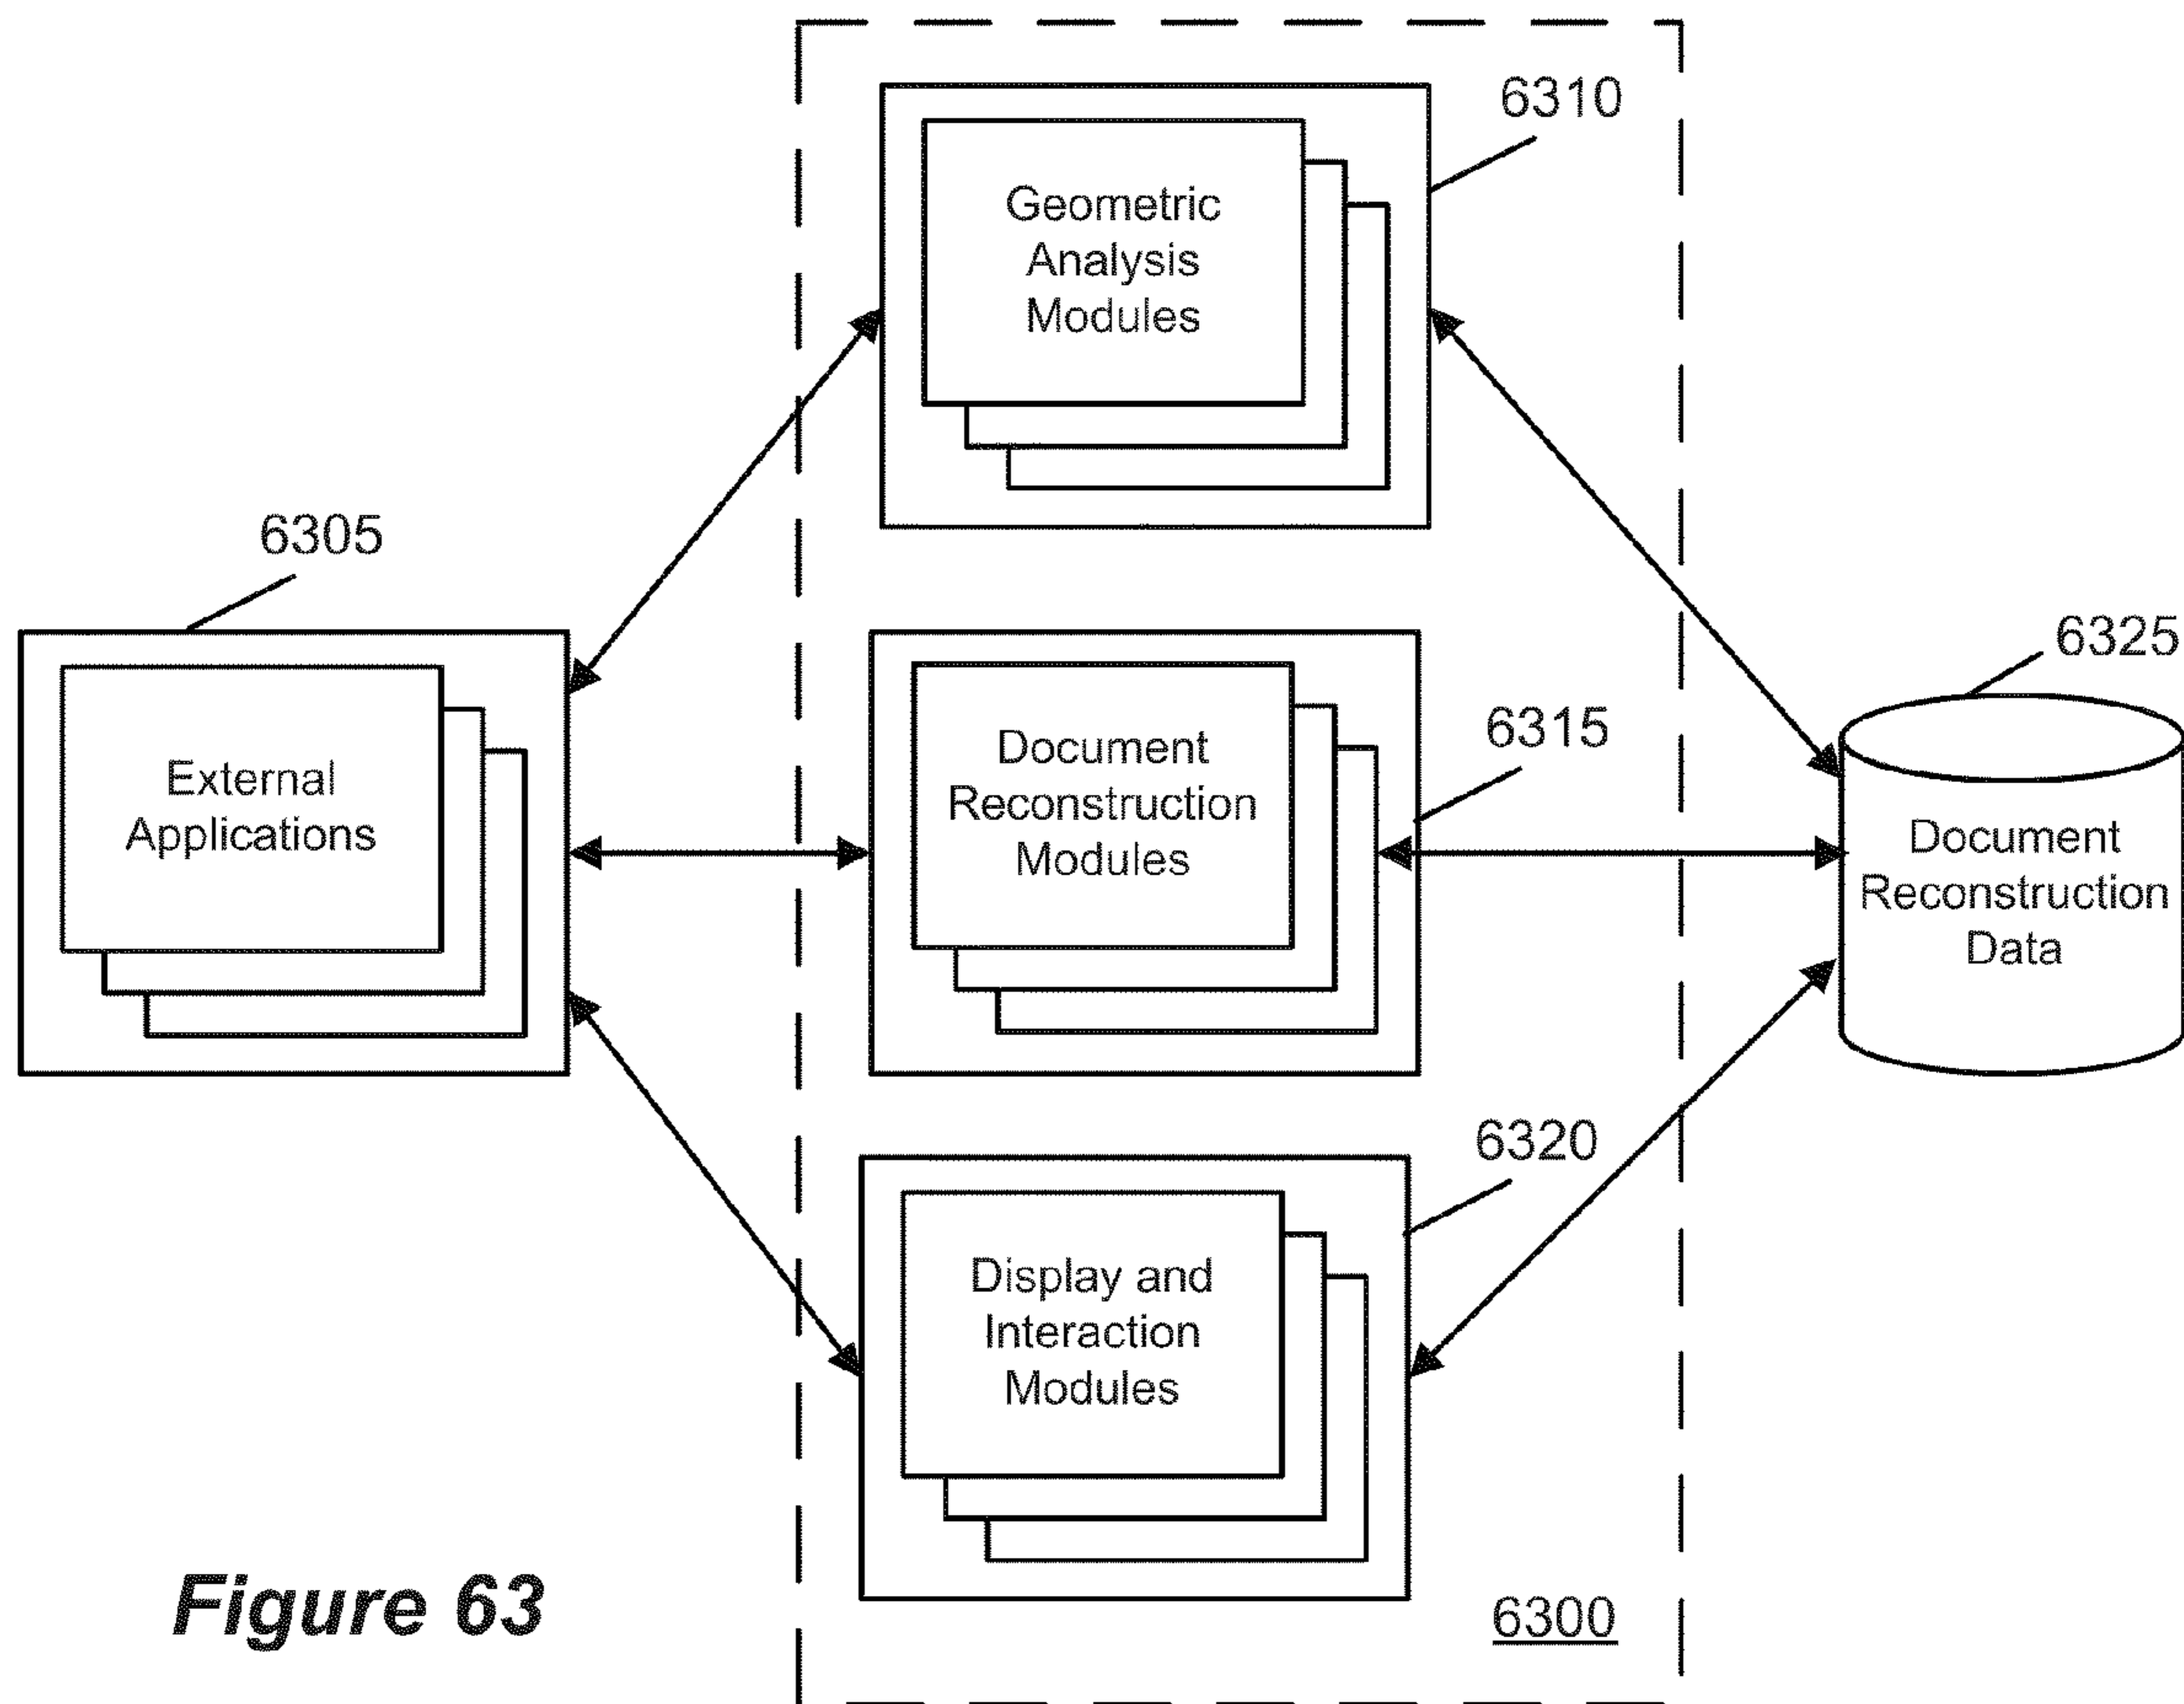 6310
Geometric
Analysis
Modules
6305
External
Applications
6315
Document
Reconstruction
Modules
6325
Document
Reconstruction
Data
6320
Display and
Interaction
Modules
6300
Figure 63